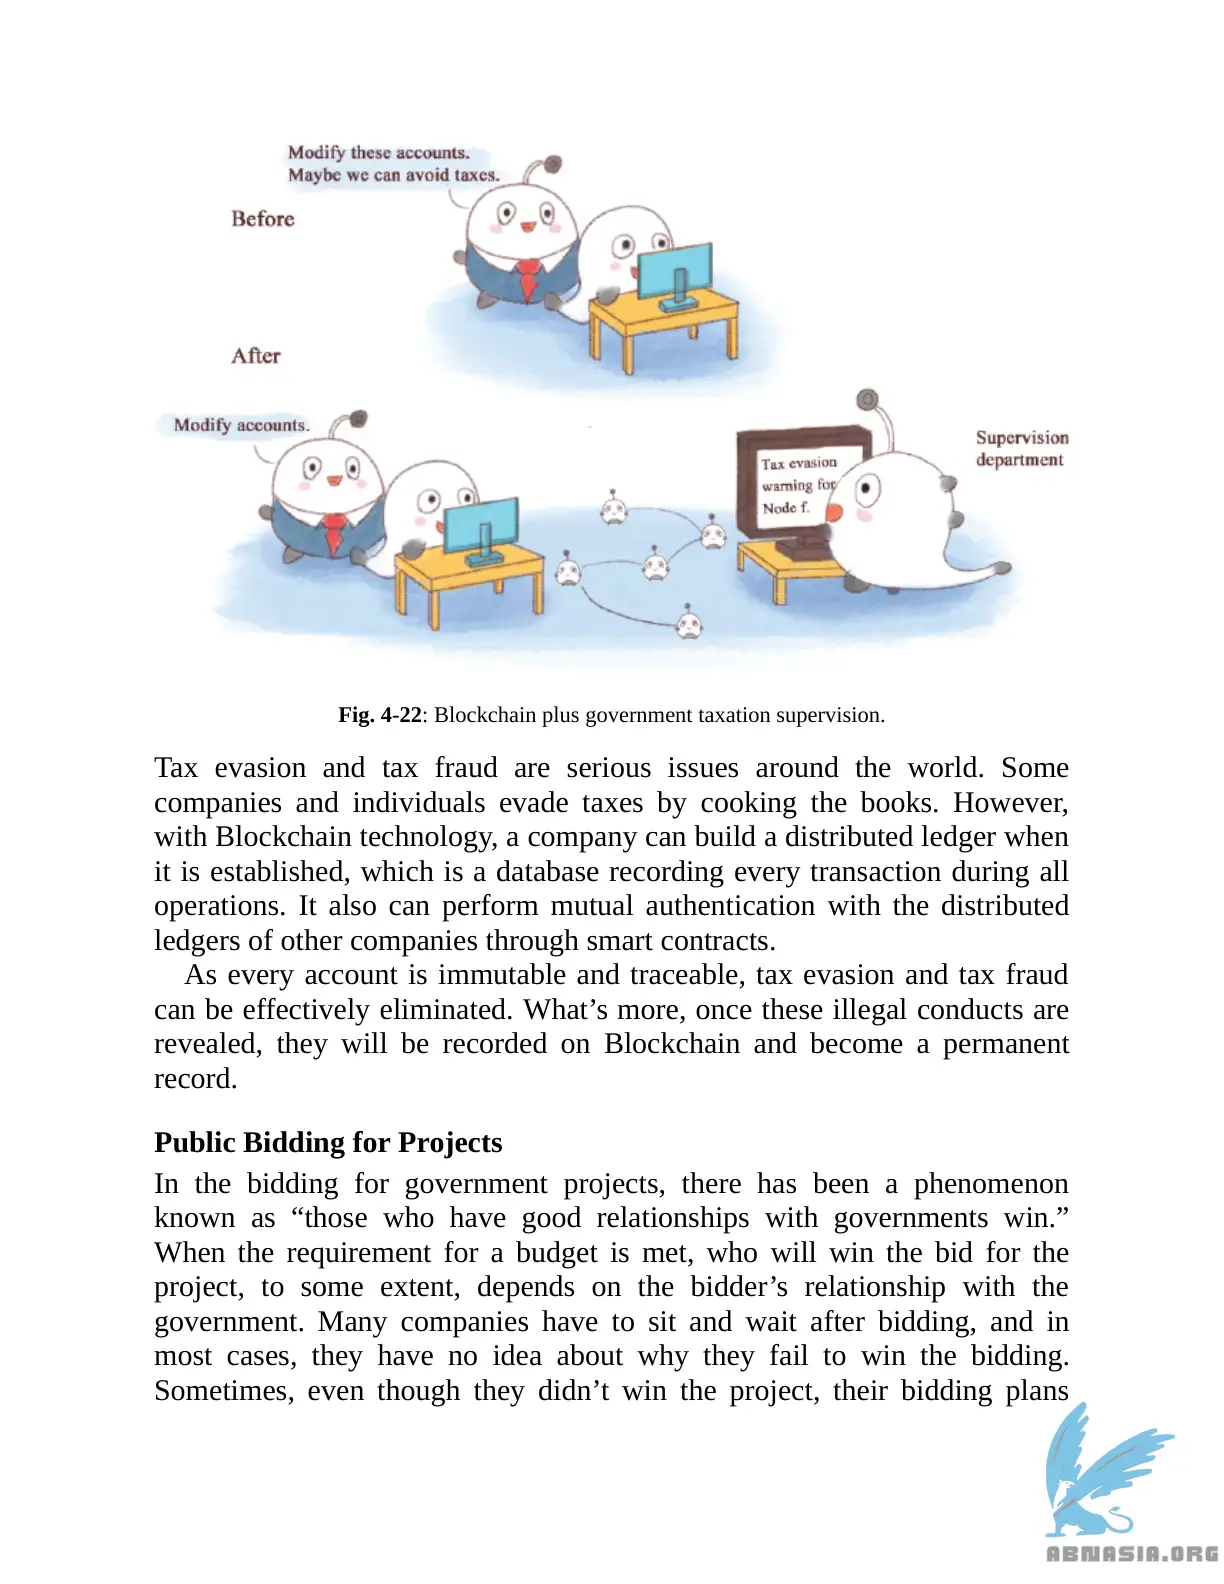 Modify these accounts.
Maybe we can avoid taxes.
Before
After
Modify accounts.
Supervision
department
Tax evasion
warning for
Node f.
Fig. 4-22: Blockchain plus government taxation supervision.
Tax evasion and tax fraud are serious issues around the world. Some
companies and individuals evade taxes by cooking the books. However,
with Blockchain technology, a company can build a distributed ledger when
it is established, which is a database recording every transaction during all
operations. It also can perform mutual authentication with the distributed
ledgers of other companies through smart contracts.
As every account is immutable and traceable, tax evasion and tax fraud
can be effectively eliminated. What’s more, once these illegal conducts are
revealed, they will be recorded on Blockchain and become a permanent
record.
Public Bidding for Projects
In the bidding for government projects, there has been a phenomenon
known as “those who have good relationships with governments win.”
When the requirement for a budget is met, who will win the bid for the
project, to some extent, depends on the bidder’s relationship with the
government. Many companies have to sit and wait after bidding, and in
most cases, they have no idea about why they fail to win the bidding.
Sometimes, even though they didn’t win the project, their bidding plans
ABNASIA.ORG